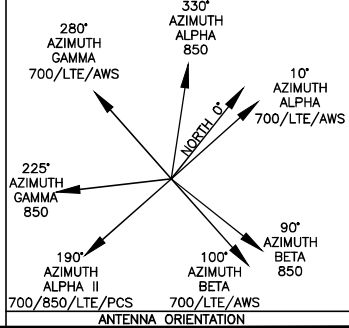 330°
AZIMUTH
ALPHA
850
280°
AZIMUTH
GAMMA
700/LTE/AWS
10°
AZIMUTH
ALPHA
700/LTE/AWS
NORTH 0°
225°
AZIMUTH
GAMMA
850
90°
AZIMUTH
BETA
850
190°
AZIMUTH
ALPHA II
700/850/LTE/PCS
100°
AZIMUTH
BETA
700/LTE/AWS
ANTENNA ORIENTATION